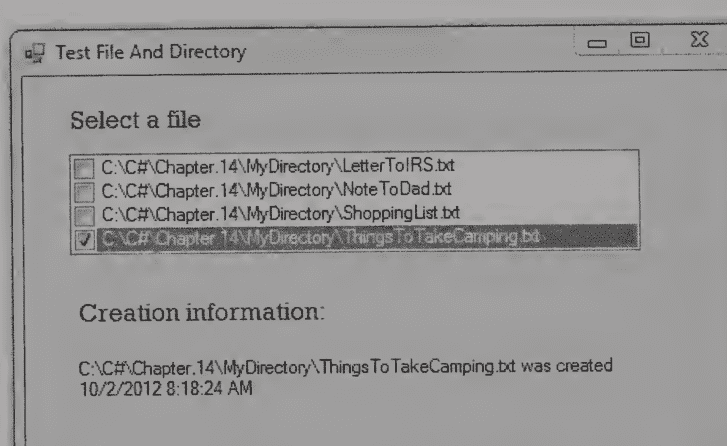 Test File And Directory
Select a file
C:\C#\Chapter.14\MyDirectory\LetterToIRS.txt
C:\C#\Chapter.14\MyDirectory\NoteToDad.txt
C:\C#\Chapter.14\MyDirectory\ShoppingList.txt
C:\C#\Chapter.14\MyDirectory\ThingsToTakeCamping.txt
Creation information:
C:\C#\Chapter.14\MyDirectory\ThingsToTakeCamping.txt was created
10/2/2012 8:18:24 AM